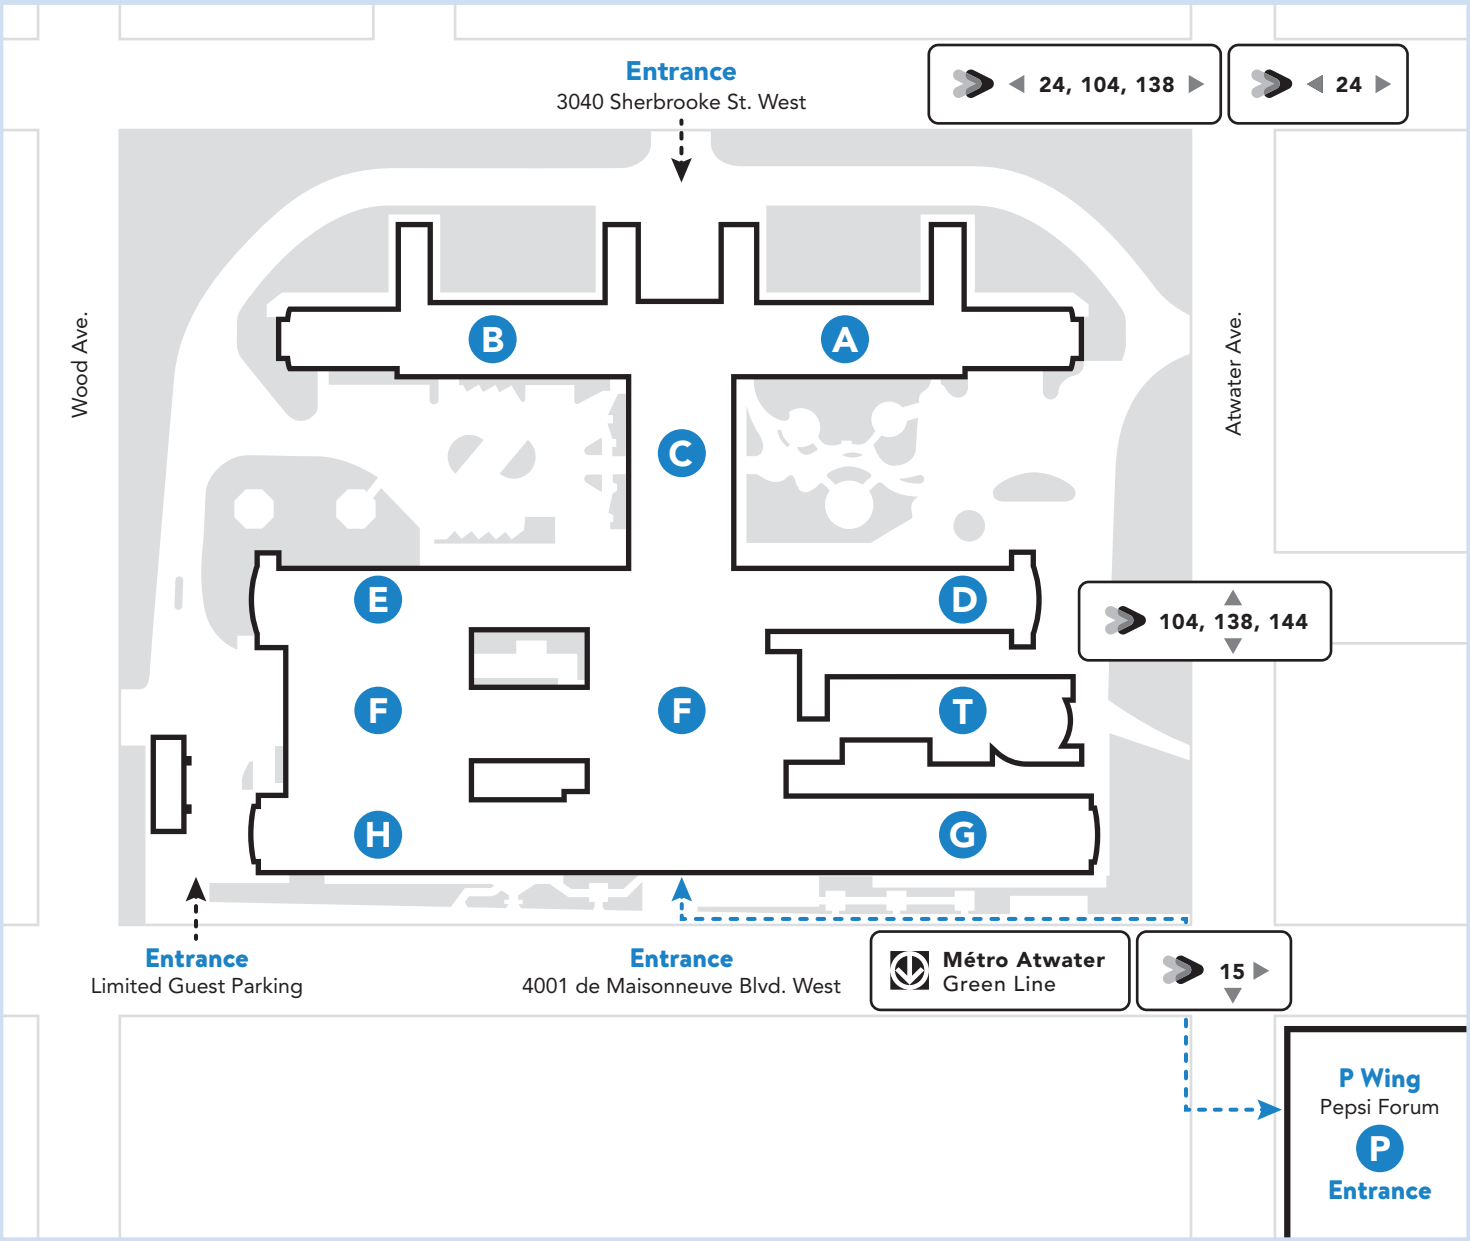 Entrance
3040 Sherbrooke St. West
24, 104, 138
24
Wood Ave.
Atwater Ave.
B
A
C
E
D
104, 138, 144
F
F
T
H
G
Entrance
Limited Guest Parking
Entrance
4001 de Maisonneuve Blvd. West
Métro Atwater
Green Line
15
P Wing
Pepsi Forum
P
Entrance